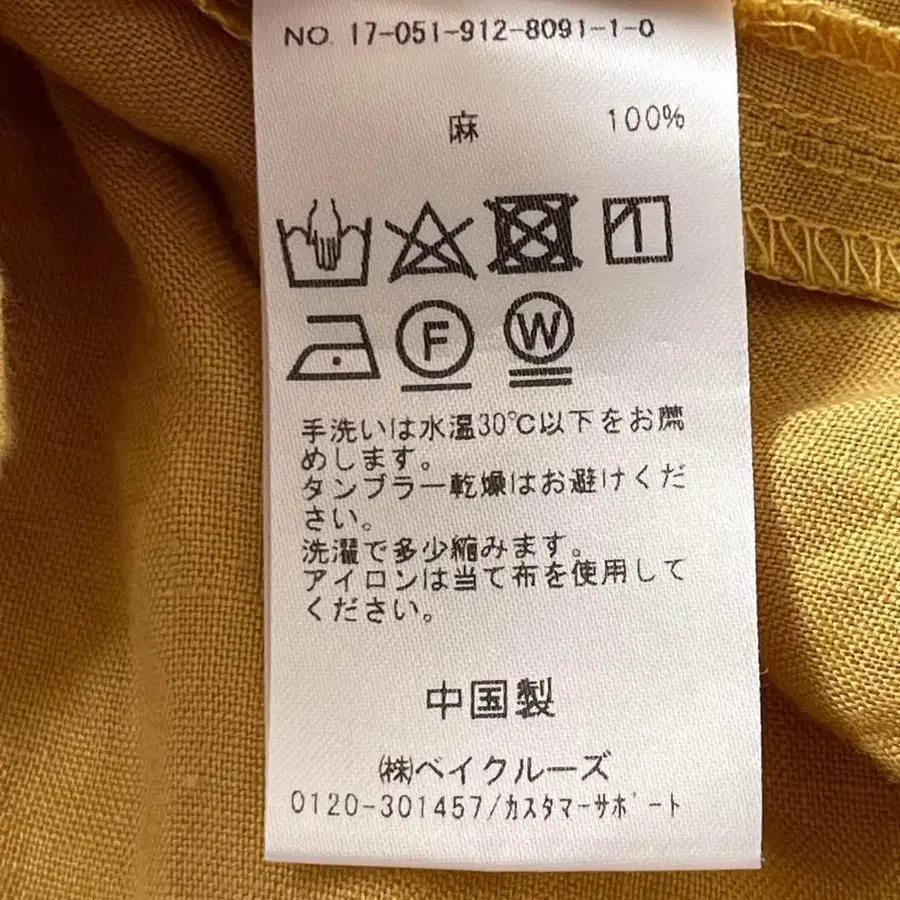 NO. 17-051-912-8091-1-0
麻 100%
F W
手洗いは水温30℃以下をお薦
めします。
タンブラー乾燥はお避けくだ
さい。
洗濯で多少縮みます。
アイロンは当て布を使用して
ください。
中国製
㈱ベイクルーズ
0120-301457/ｶｽﾀﾏｰｻﾎﾟｰﾄ